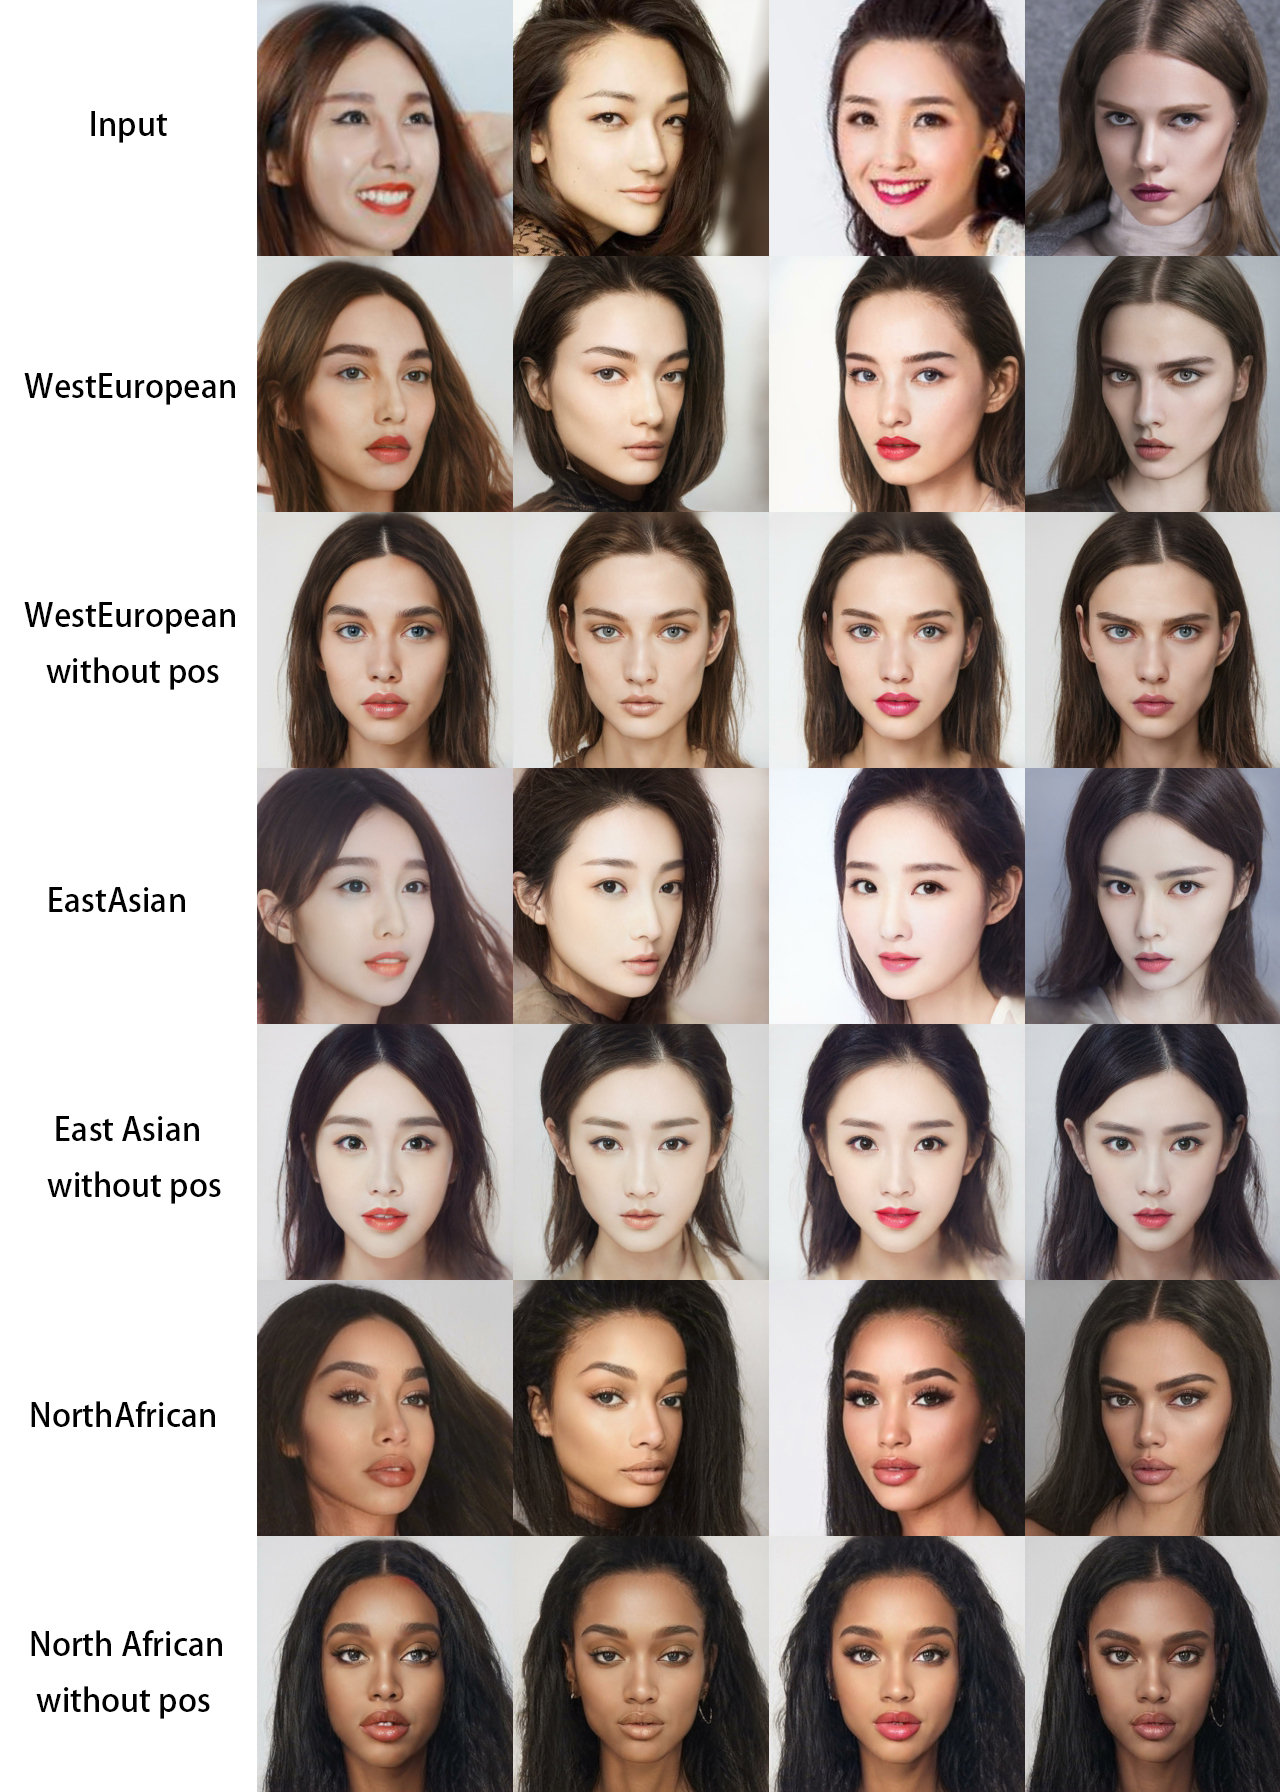 Input
WestEuropean
WestEuropean
without pos
EastAsian
East Asian
without pos
NorthAfrican
North African
without pos